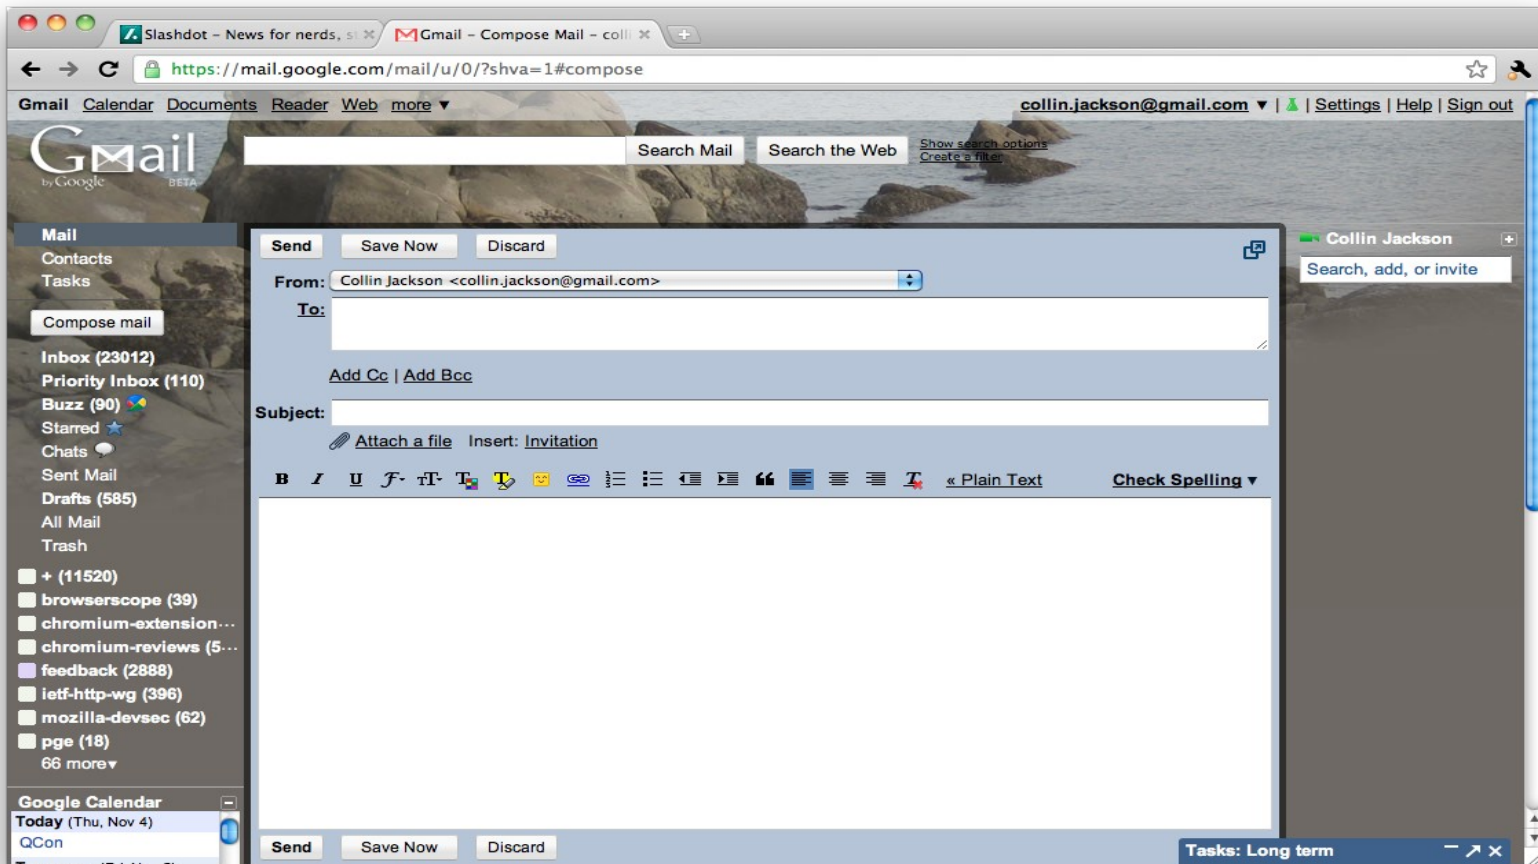 Slashdot – News for nerds, s
Gmail – Compose Mail – coll
https://mail.google.com/mail/u/0/?shva=1#compose
Gmail Calendar Documents Reader Web more ▼
collin.jackson@gmail.com ▼ | Settings | Help | Sign out
Gmail
by Google BETA
Search Mail Search the Web Show search options
Create a filter
Mail
Contacts
Tasks
Compose mail
Inbox (23012)
Priority Inbox (110)
Buzz (90)
Starred
Chats
Sent Mail
Drafts (585)
All Mail
Trash
+ (11520)
browserscope (39)
chromium-extension…
chromium-reviews (5…
feedback (2888)
ietf-http-wg (396)
mozilla-devsec (62)
pge (18)
66 more▼
Google Calendar
Today (Thu, Nov 4)
QCon
Send Save Now Discard
From: Collin Jackson <collin.jackson@gmail.com>
To:
Add Cc | Add Bcc
Subject:
Attach a file Insert: Invitation
B I U F T T T T « Plain Text Check Spelling ▼
Send Save Now Discard
Collin Jackson
Search, add, or invite
Tasks: Long term